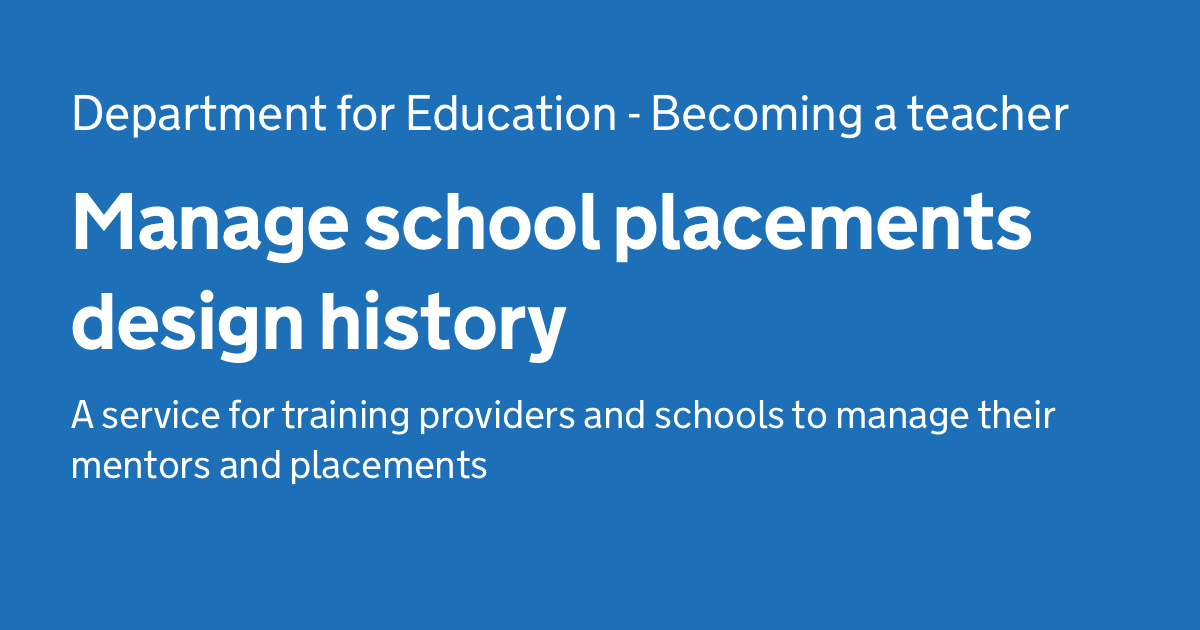 Department for Education - Becoming a teacher
Manage school placements
design history
A service for training providers and schools to manage their
mentors and placements